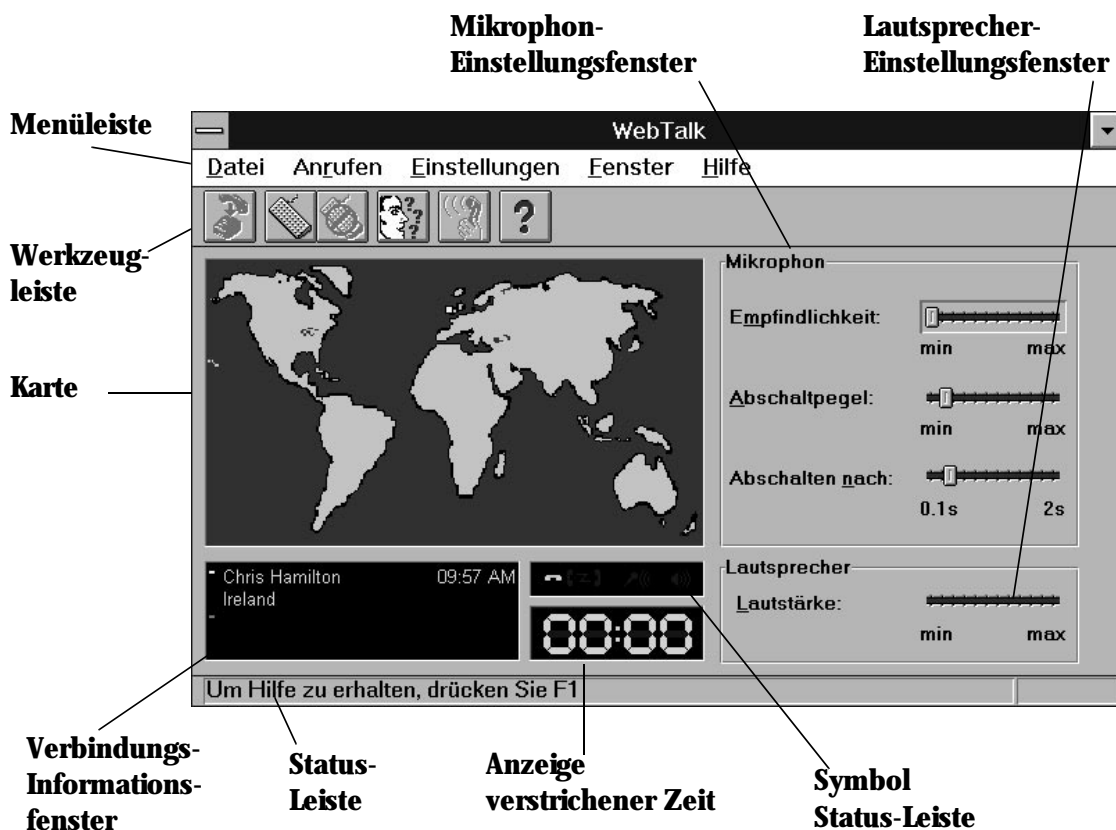 Mikrophon-
Einstellungsfenster
Lautsprecher-
Einstellungsfenster
Menüleiste
WebTalk
Datei Anrufen Einstellungen Fenster Hilfe
???
?
Werkzeug-
leiste
Karte
Mikrophon
Empfindlichkeit:
min max
Abschaltpegel:
min max
Abschalten nach:
0.1s 2s
Chris Hamilton 09:57 AM
Ireland
00:00
Lautsprecher
Lautstärke:
min max
Um Hilfe zu erhalten, drücken Sie F1
Verbindungs-
Informations-
fenster
Status-
Leiste
Anzeige
verstrichener Zeit
Symbol
Status-Leiste